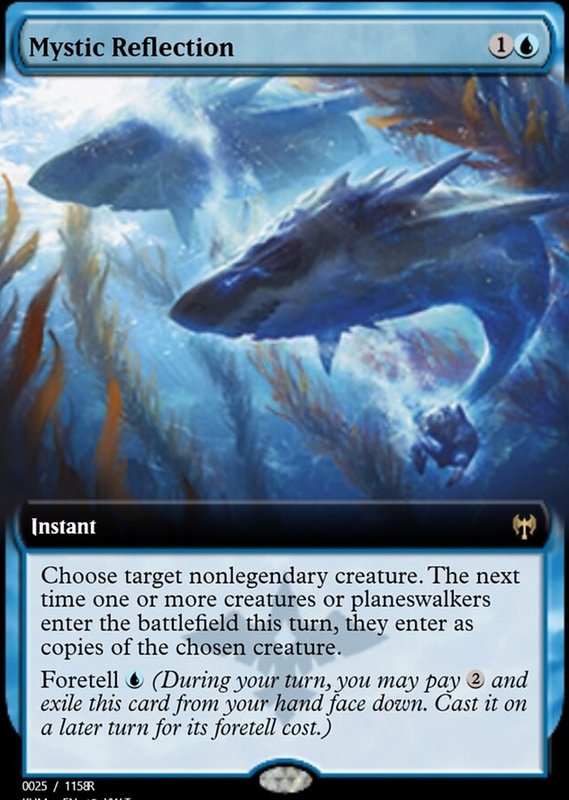 Mystic Reflection 1
Instant
Choose target nonlegendary creature. The next
time one or more creatures or planeswalkers
enter the battlefield this turn, they enter as
copies of the chosen creature.
Foretell (During your turn, you may pay 2 and
exile this card from your hand face down. Cast it on
a later turn for its foretell cost.)
0025 / 1158R